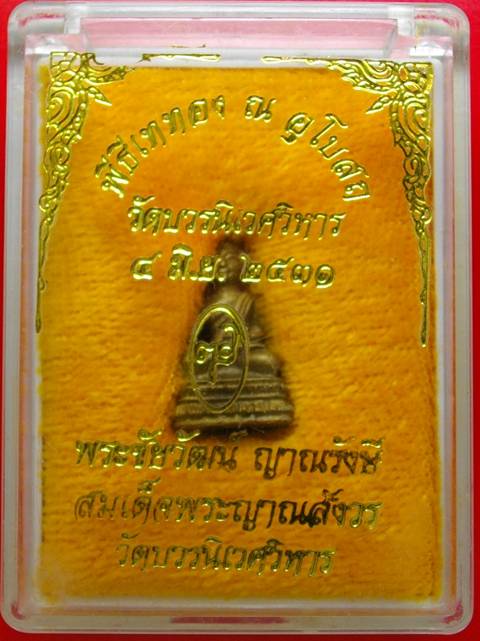 พิธีเททอง ณ อุโบสถ
วัดบวรนิเวศวิหาร
๔ มิ.ย. ๒๕๓๑
พระชัยวัฒน์ ญาณรังษี
สมเด็จพระญาณสังวร
วัดบวรนิเวศวิหาร